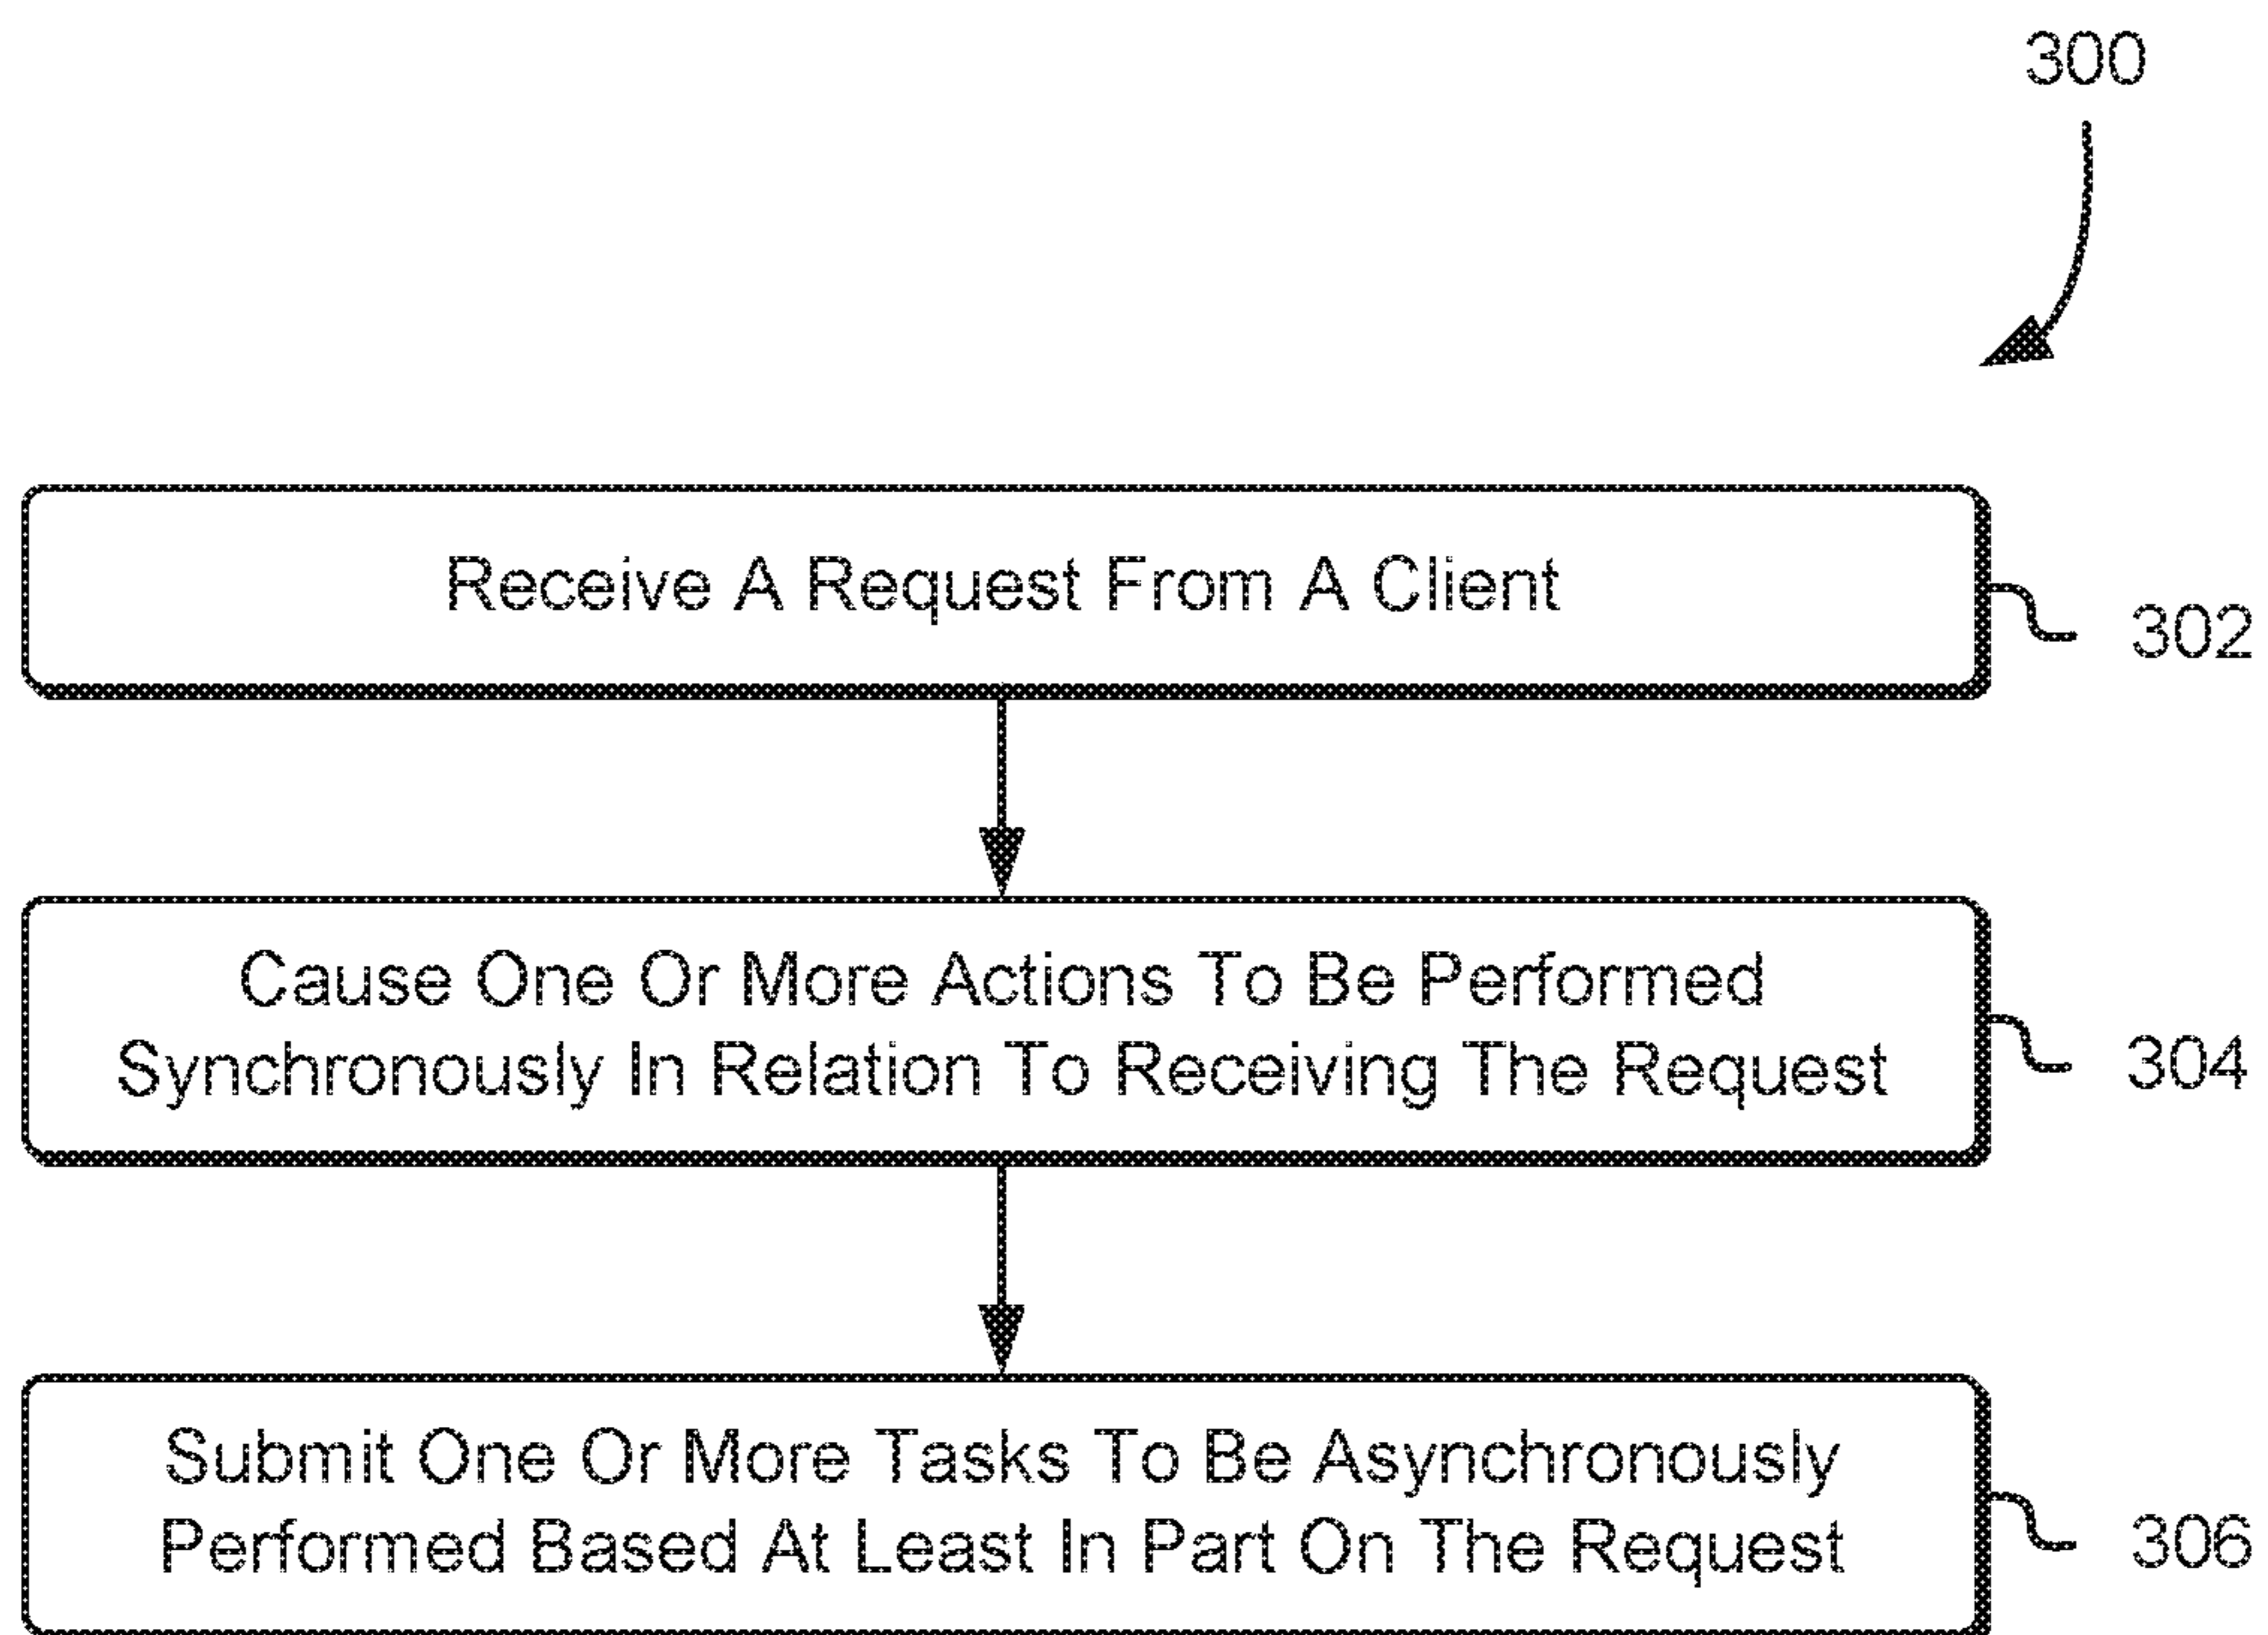 300
Receive A Request From A Client
302
Cause One Or More Actions To Be Performed
Synchronously In Relation To Receiving The Request
304
Submit One Or More Tasks To Be Asynchronously
Performed Based At Least In Part On The Request
306